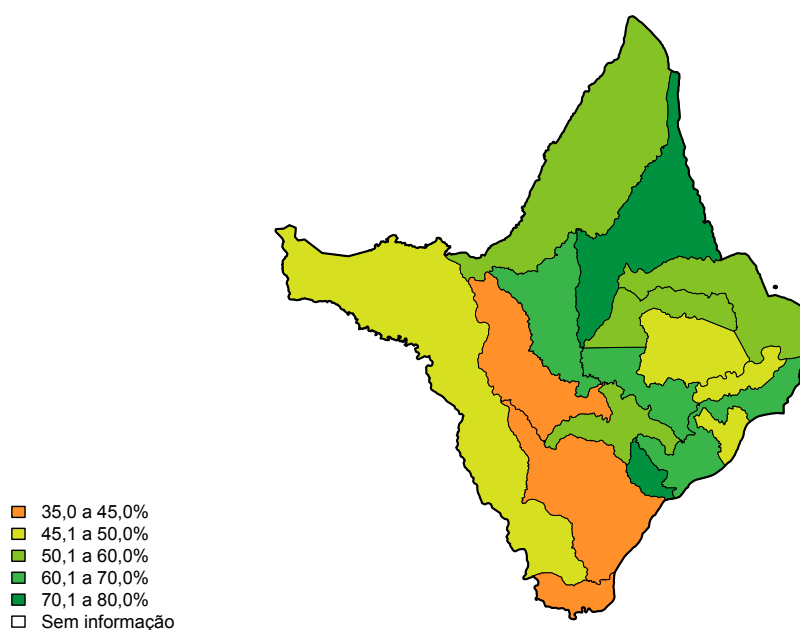 35,0 a 45,0%
45,1 a 50,0%
50,1 a 60,0%
60,1 a 70,0%
70,1 a 80,0%
Sem informação